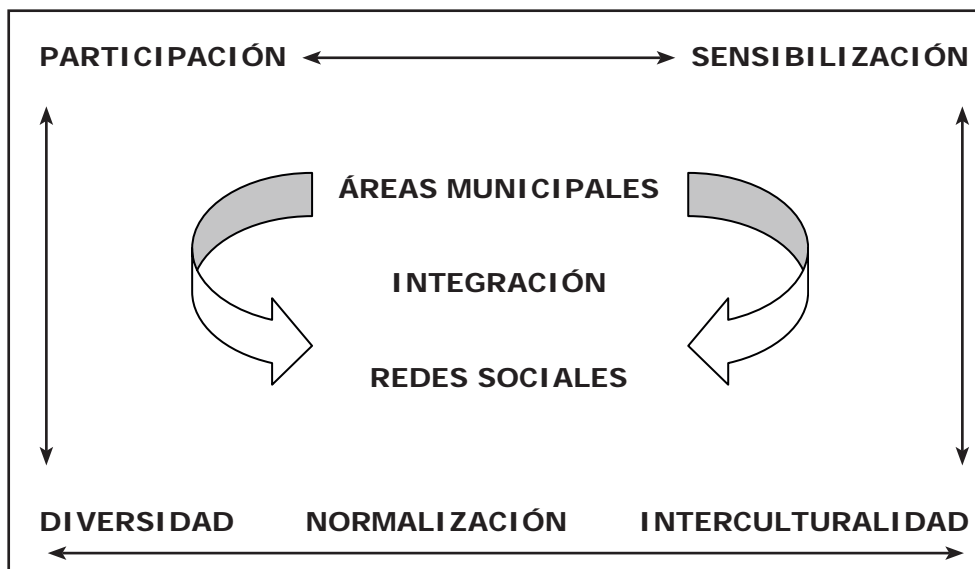 PARTICIPACIÓN SENSIBILIZACIÓN
ÁREAS MUNICIPALES
INTEGRACIÓN
REDES SOCIALES
DIVERSIDAD NORMALIZACIÓN INTERCULTURALIDAD